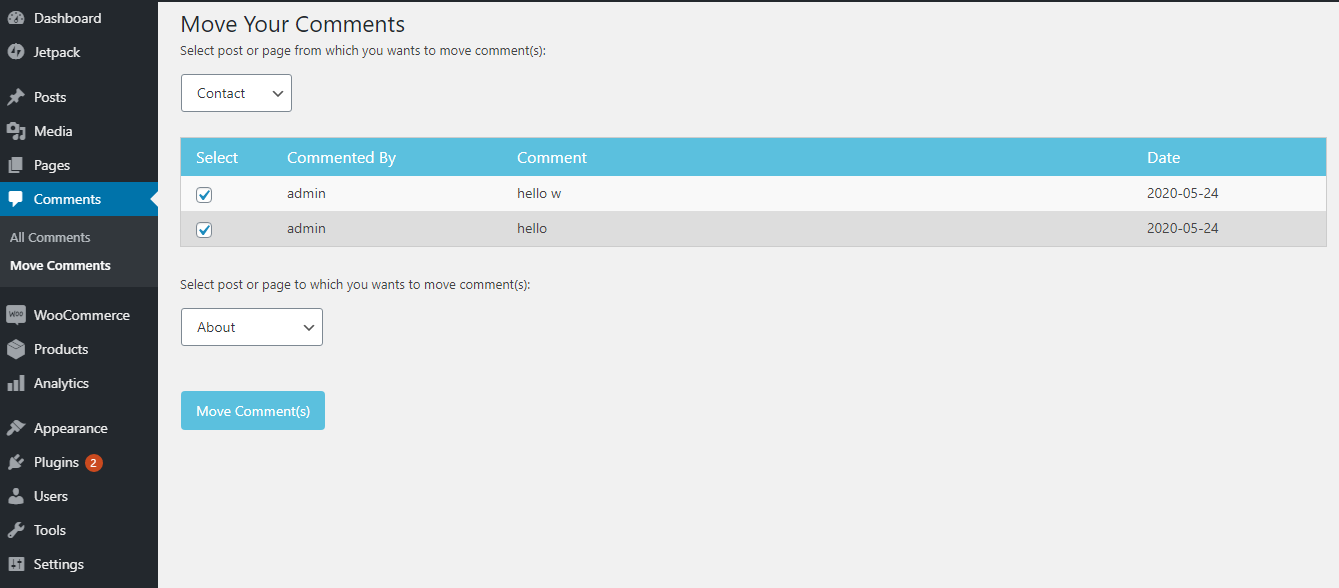 Dashboard
Jetpack
Posts
Media
Pages
Comments
All Comments
Move Comments
WooCommerce
Products
Analytics
Appearance
Plugins 2
Users
Tools
Settings
Move Your Comments
Select post or page from which you wants to move comment(s):
Contact
Select Commented By Comment Date
admin hello w 2020-05-24
admin hello 2020-05-24
Select post or page to which you wants to move comment(s):
About
Move Comment(s)